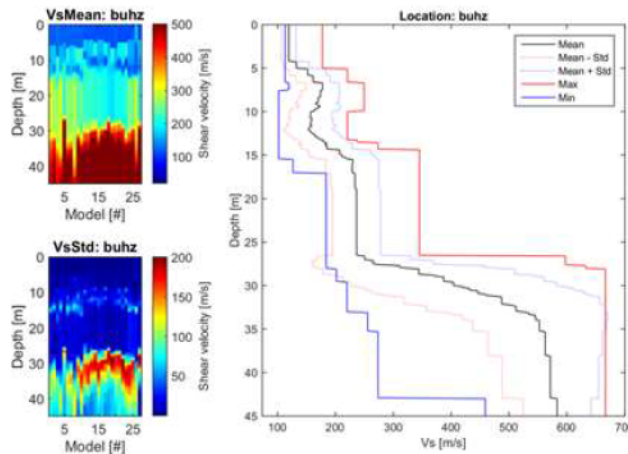 VsMean: buhz
0
10
20
30
40
Depth [m]
5
15
25
Model [#]
500
400
300
200
100
Shear velocity [m/s]
VsStd: buhz
0
10
20
30
40
Depth [m]
5
15
25
Model [#]
200
150
100
50
Shear velocity [m/s]
Location: buhz
Mean
Mean - Std
Mean + Std
Max
Min
0
5
10
15
20
25
30
35
40
45
Depth [m]
100
200
300
400
500
600
700
Vs [m/s]